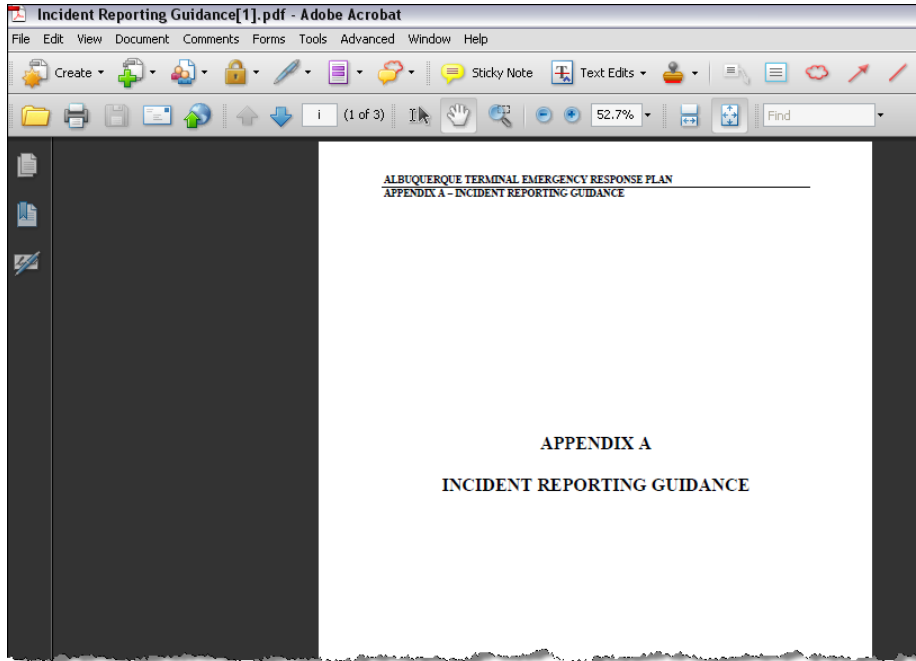 Incident Reporting Guidance[1].pdf - Adobe Acrobat
File Edit View Document Comments Forms Tools Advanced Window Help
Create Sticky Note Text Edits
i (1 of 3) 52.7% Find
ALBUQUERQUE TERMINAL EMERGENCY RESPONSE PLAN
APPENDIX A – INCIDENT REPORTING GUIDANCE
APPENDIX A
INCIDENT REPORTING GUIDANCE